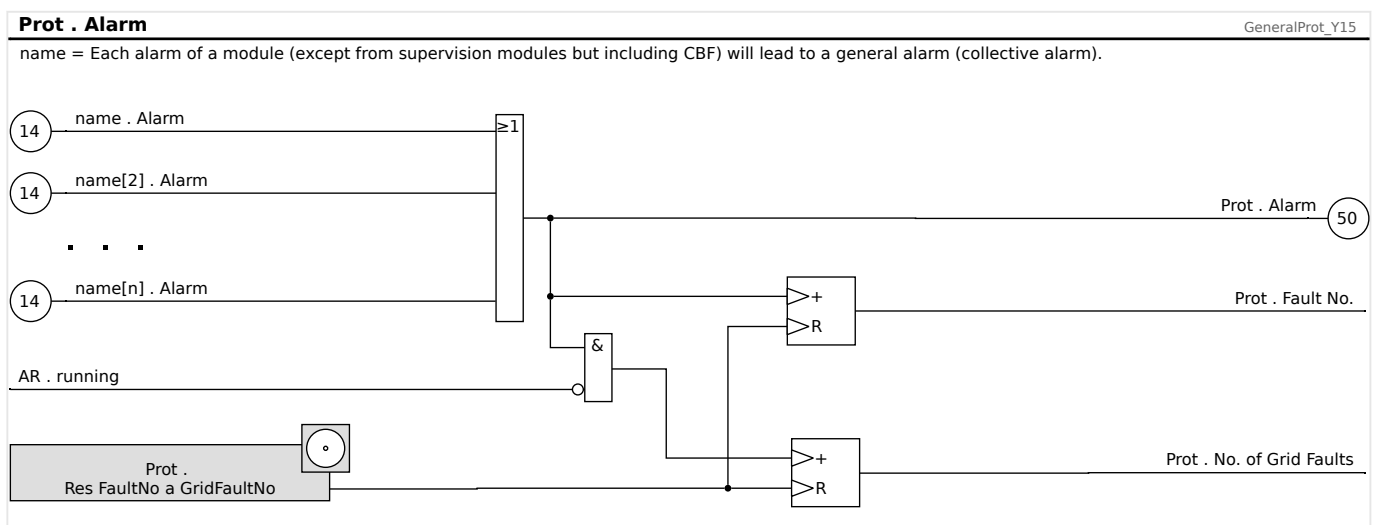 Prot . Alarm
GeneralProt_Y15
name = Each alarm of a module (except from supervision modules but including CBF) will lead to a general alarm (collective alarm).
14
name . Alarm
≥1
14
name[2] . Alarm
Prot . Alarm
50
. . .
14
name[n] . Alarm
+
R
Prot . Fault No.
&
AR . running
Prot .
Res FaultNo a GridFaultNo
+
R
Prot . No. of Grid Faults